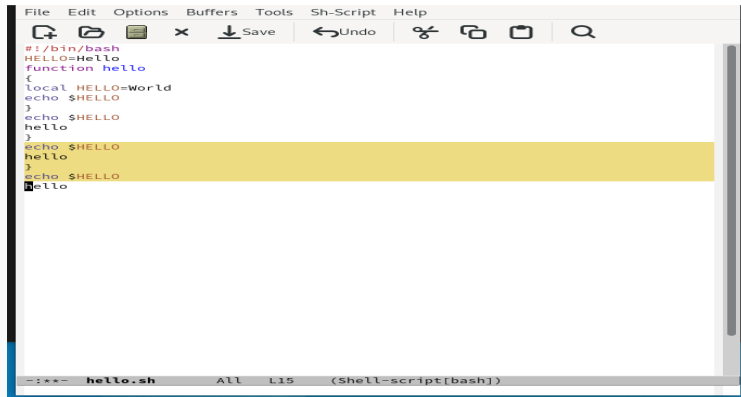 File Edit Options Buffers Tools Sh-Script Help
Save Undo
#!/bin/bash
HELLO=Hello
function hello
{
local HELLO=World
echo $HELLO
}
echo $HELLO
hello
}
echo $HELLO
hello
}
echo $HELLO
hello
-:**- hello.sh All L15 (Shell-script[bash])